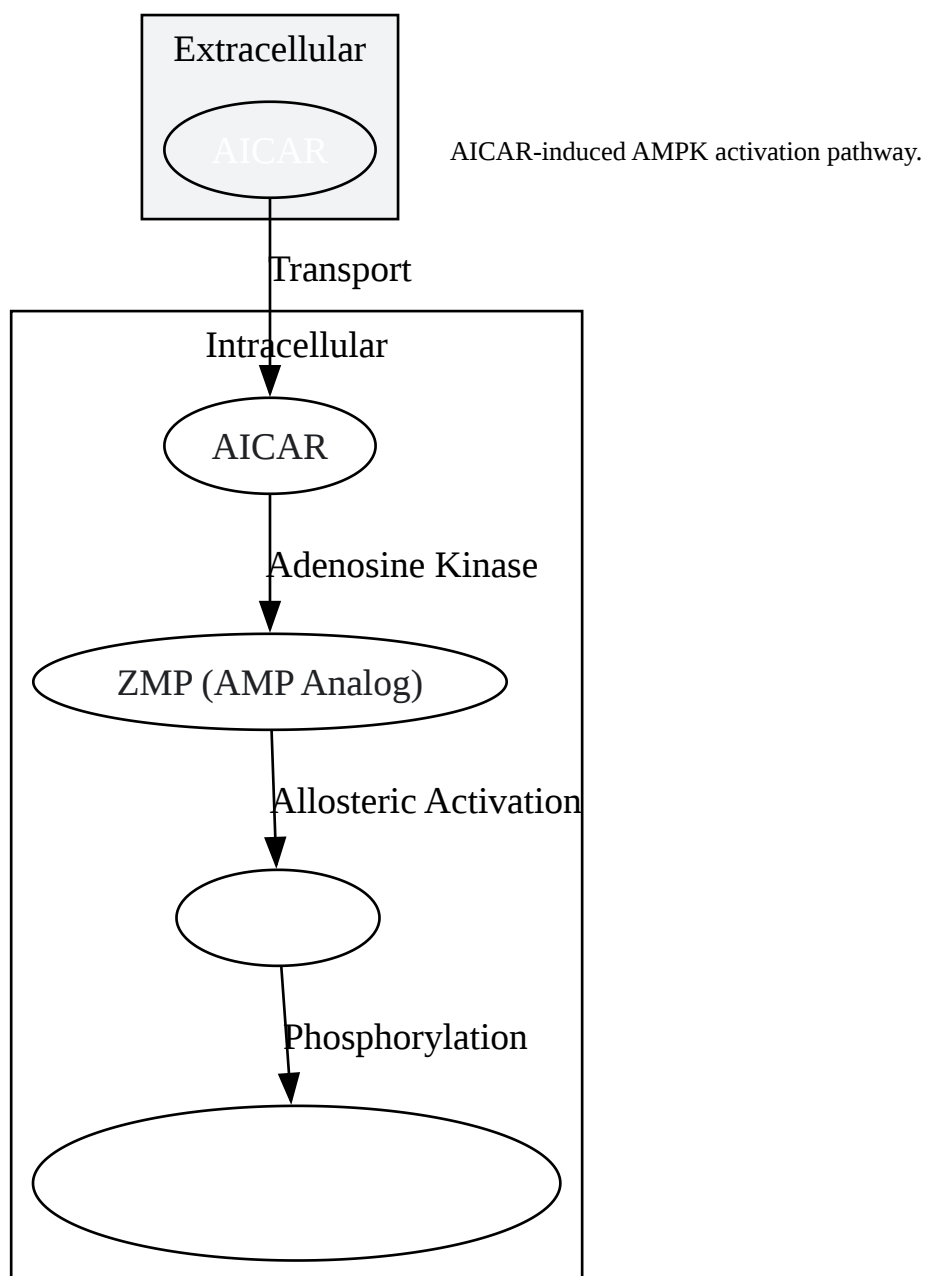 Extracellular
AICAR
AICAR-induced AMPK activation pathway.
Transport
Intracellular
AICAR
Adenosine Kinase
ZMP (AMP Analog)
Allosteric Activation
Phosphorylation